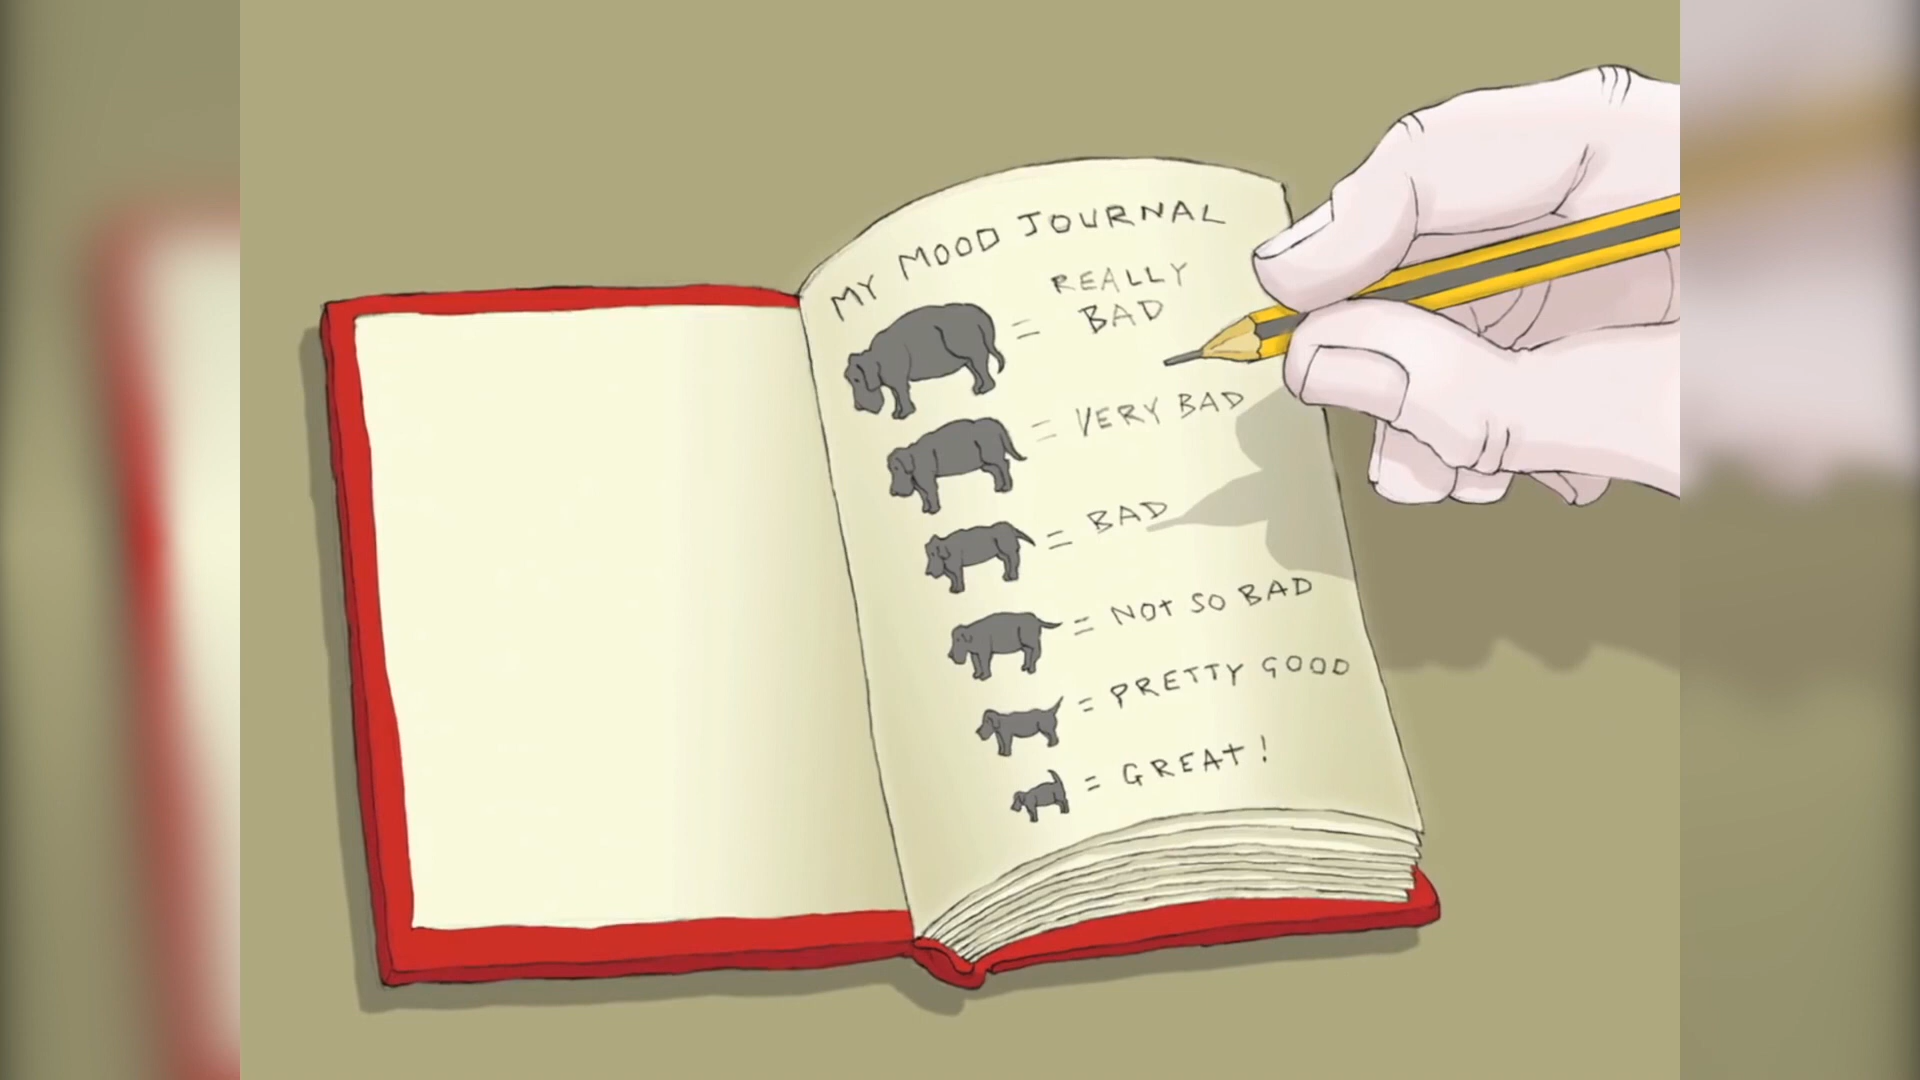 MY MOOD JOURNAL
= REALLY
BAD
= VERY BAD
= BAD
= NOT SO BAD
= PRETTY GOOD
= GREAT!